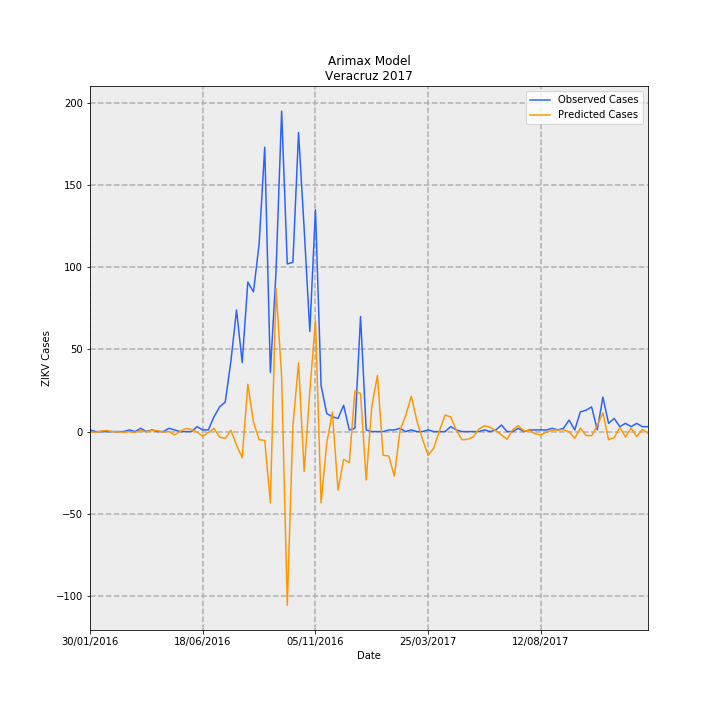 Arimax Model
Veracruz 2017
Observed Cases
Predicted Cases
200
150
100
50
0
−50
−100
ZIKV Cases
30/01/2016 18/06/2016 05/11/2016 25/03/2017 12/08/2017
Date